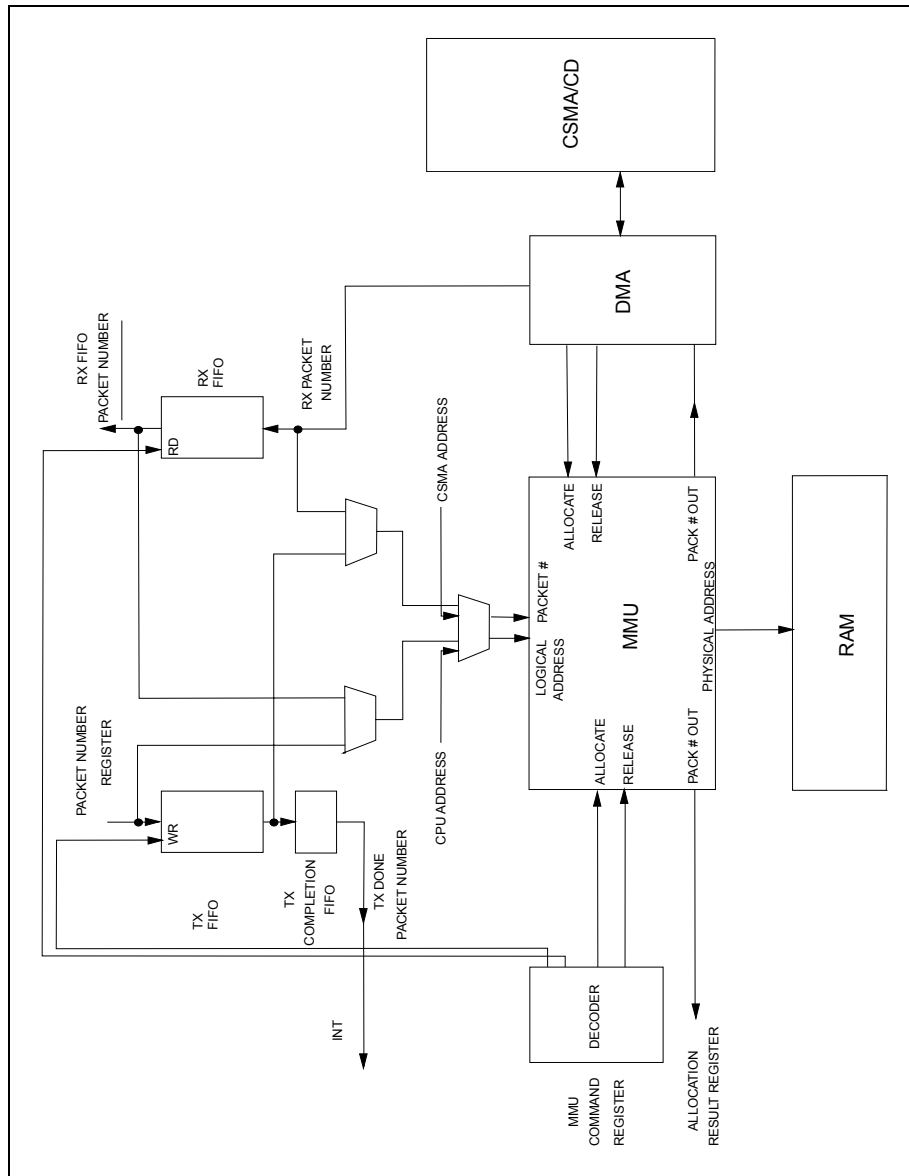 PACKET NUMBER
REGISTER
RX FIFO
PACKET NUMBER
WR
RD
TX
FIFO
TX
COMPLETION
FIFO
RX
FIFO
TX DONE
PACKET NUMBER
RX PACKET
NUMBER
INT
CPU ADDRESS
CSMA ADDRESS
MMU
COMMAND
REGISTER
DECODER
ALLOCATE
RELEASE
LOGICAL
ADDRESS
PACKET #
MMU
ALLOCATE
RELEASE
PACK # OUT
PHYSICAL ADDRESS
PACK # OUT
DMA
CSMA/CD
ALLOCATION
RESULT REGISTER
RAM